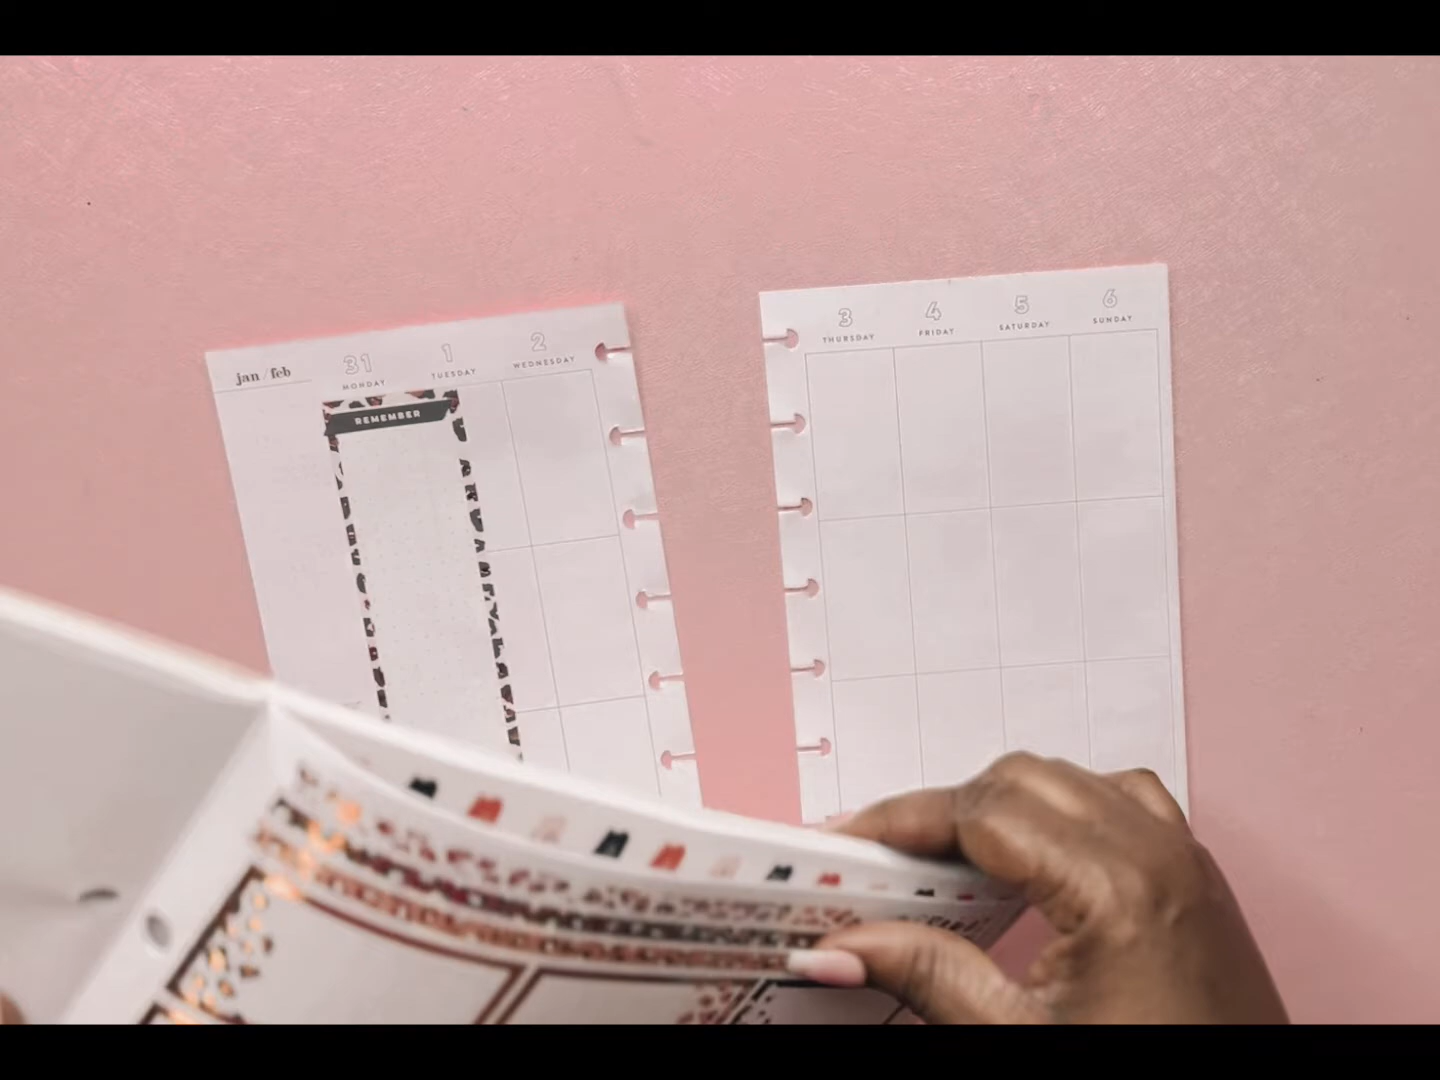 jan / feb
31 1 2
MONDAY TUESDAY WEDNESDAY
REMEMBER
3 4 5 6
THURSDAY FRIDAY SATURDAY SUNDAY